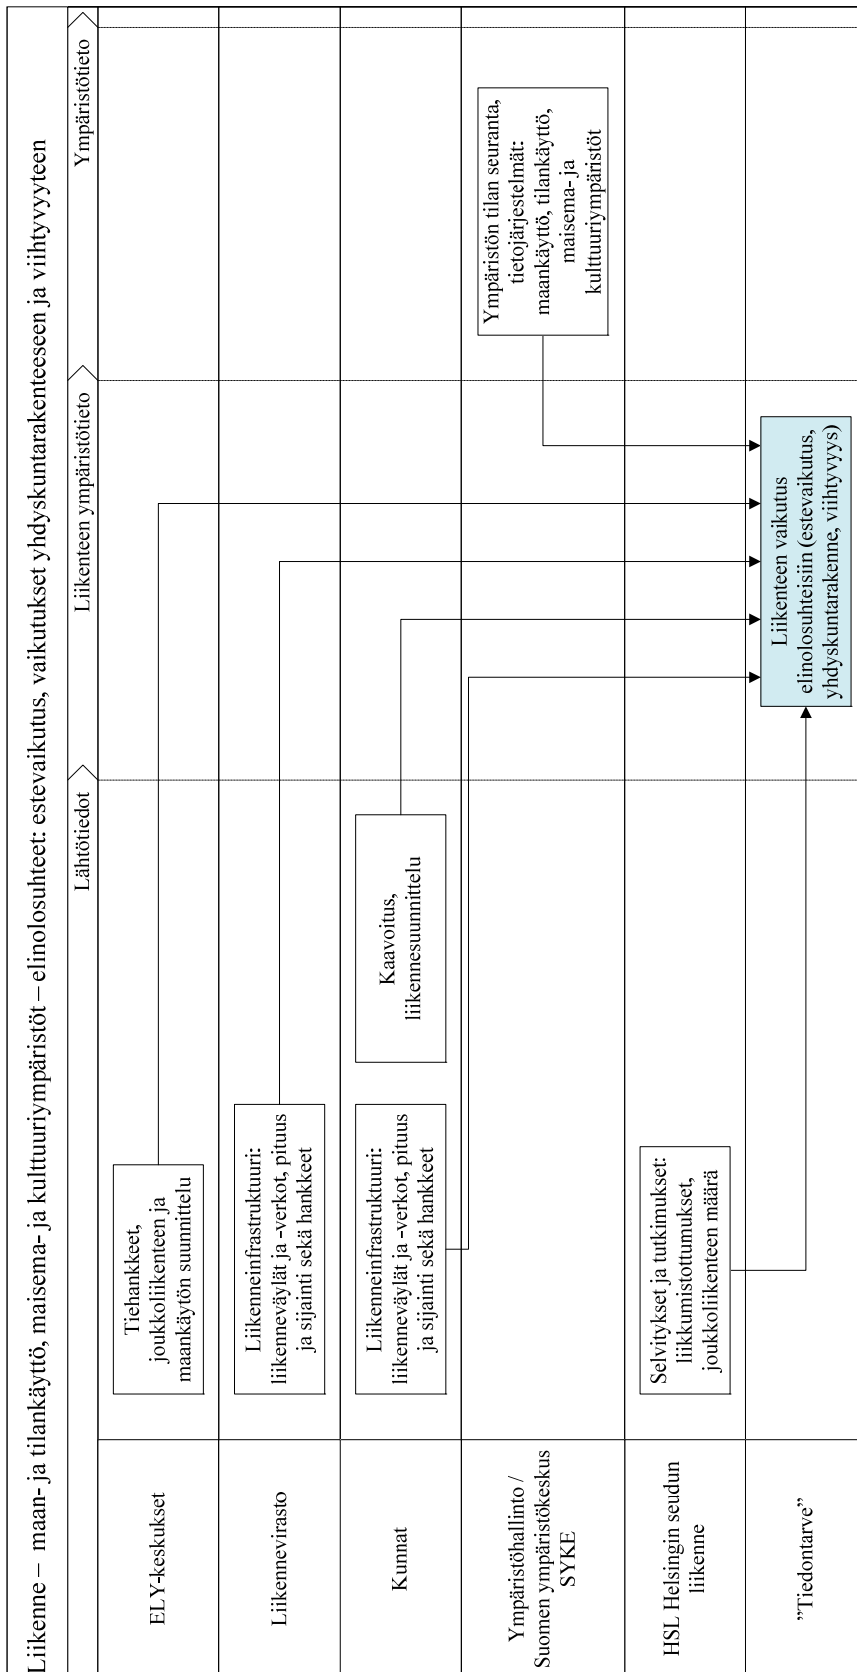 Liikenne – maan- ja tilankäyttö, maisema- ja kulttuuriympäristöt – elinolosuhteet: estevaikutus, vaikutukset yhdyskuntarakenteeseen ja viihtyvyyteen
Lähtötiedot
Liikenteen ympäristötieto
Ympäristötieto
ELY-keskukset
Tiehankkeet,
joukkoliikenteen ja
maankäytön suunnittelu
Liikennevirasto
Liikenneinfrastruktuuri:
liikenneväylät ja -verkot, pituus
ja sijainti sekä hankkeet
Kunnat
Liikenneinfrastruktuuri:
liikenneväylät ja -verkot, pituus
ja sijainti sekä hankkeet
Kaavoitus,
liikennesuunnittelu
Ympäristöhallinto /
Suomen ympäristökeskus
SYKE
Ympäristön tilan seuranta,
tietojärjestelmät:
maankäyttö, tilankäyttö,
maisema- ja
kulttuuriympäristöt
HSL Helsingin seudun
liikenne
Selvitykset ja tutkimukset:
liikkumistottumukset,
joukkoliikenteen määrä
”Tiedontarve”
Liikenteen vaikutus
elinolosuhteisiin (estevaikutus,
yhdyskuntarakenne, viihtyvyys)